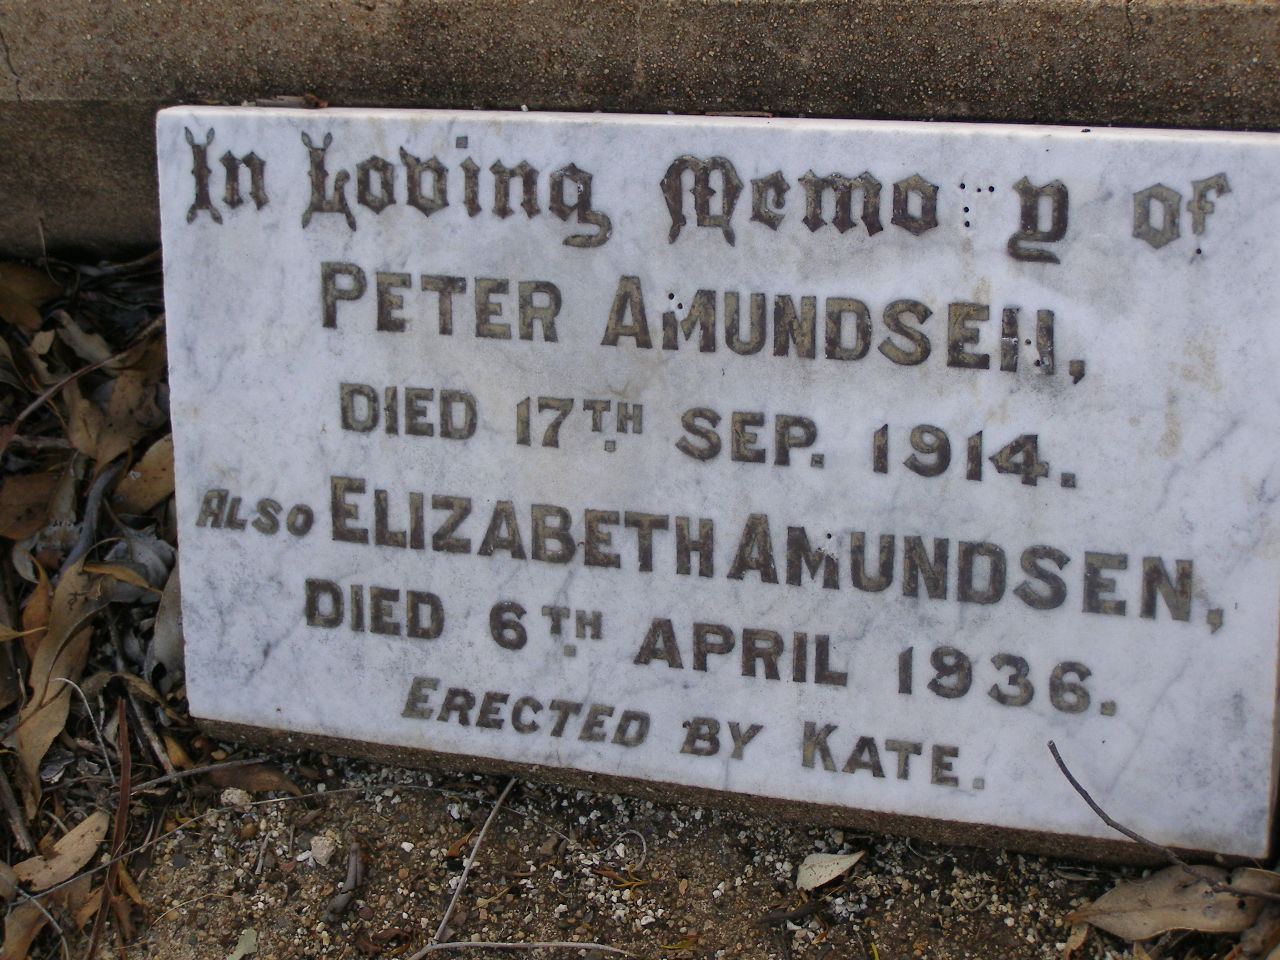 In Loving Memory of
PETER AMUNDSEN,
DIED 17TH SEP. 1914.
ALSO ELIZABETH AMUNDSEN,
DIED 6TH APRIL 1936.
ERECTED BY KATE.